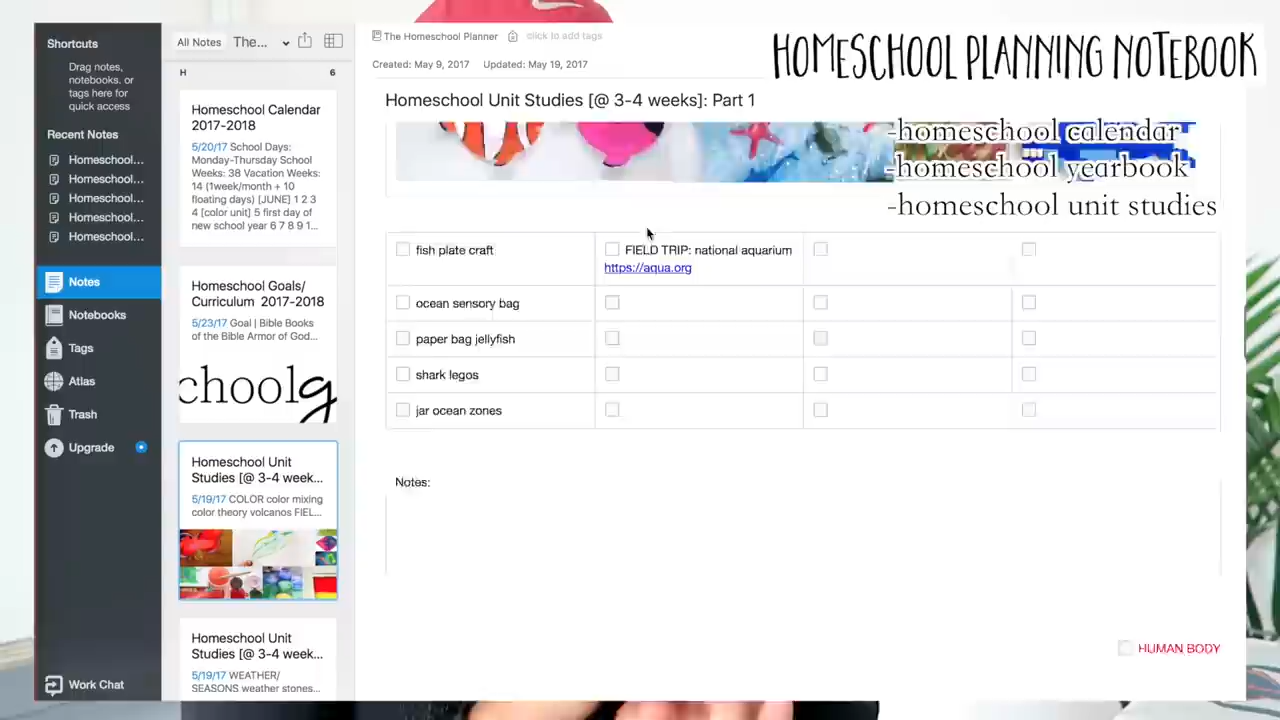 Shortcuts
Drag notes,
notebooks. or
tags here for
quick access
Recent Notes
Homeschool...
Homeschool...
Homeschool...
Homeschool...
Homeschool...
Notes
Notebooks
Tags
Atlas
Trash
Upgrade
Work Chat
All Notes The...
H 6
Homeschool Calendar
2017-2018
5/20/17 School Days:
Monday-Thursday School
Weeks: 38 Vacation Weeks:
14 (1week/month + 10
floating days) [JUNE] 1 2 3
4 [color unit] 5 first day of
new school year 6 7 8 9 1...
Homeschool Goals/
Curriculum 2017-2018
5/23/17 Goal | Bible Books
of the Bible Armor of God...
schoolg
Homeschool Unit
Studies [@ 3-4 week...
5/19/17 COLOR color mixing
color theory volcanos FIEL...
Homeschool Unit
Studies [@ 3-4 week...
5/19/17 WEATHER/
SEASONS weather stones...
The Homeschool Planner click to add tags
Created: May 9, 2017 Updated: May 19, 2017
Homeschool Unit Studies [@ 3-4 weeks]: Part 1
HOMESCHOOL PLANNING NOTEBOOK
-homeschool calendar
-homeschool yearbook
-homeschool unit studies
fish plate craft
FIELD TRIP: national aquarium
https://aqua.org
ocean sensory bag
paper bag jellyfish
shark legos
jar ocean zones
Notes:
HUMAN BODY